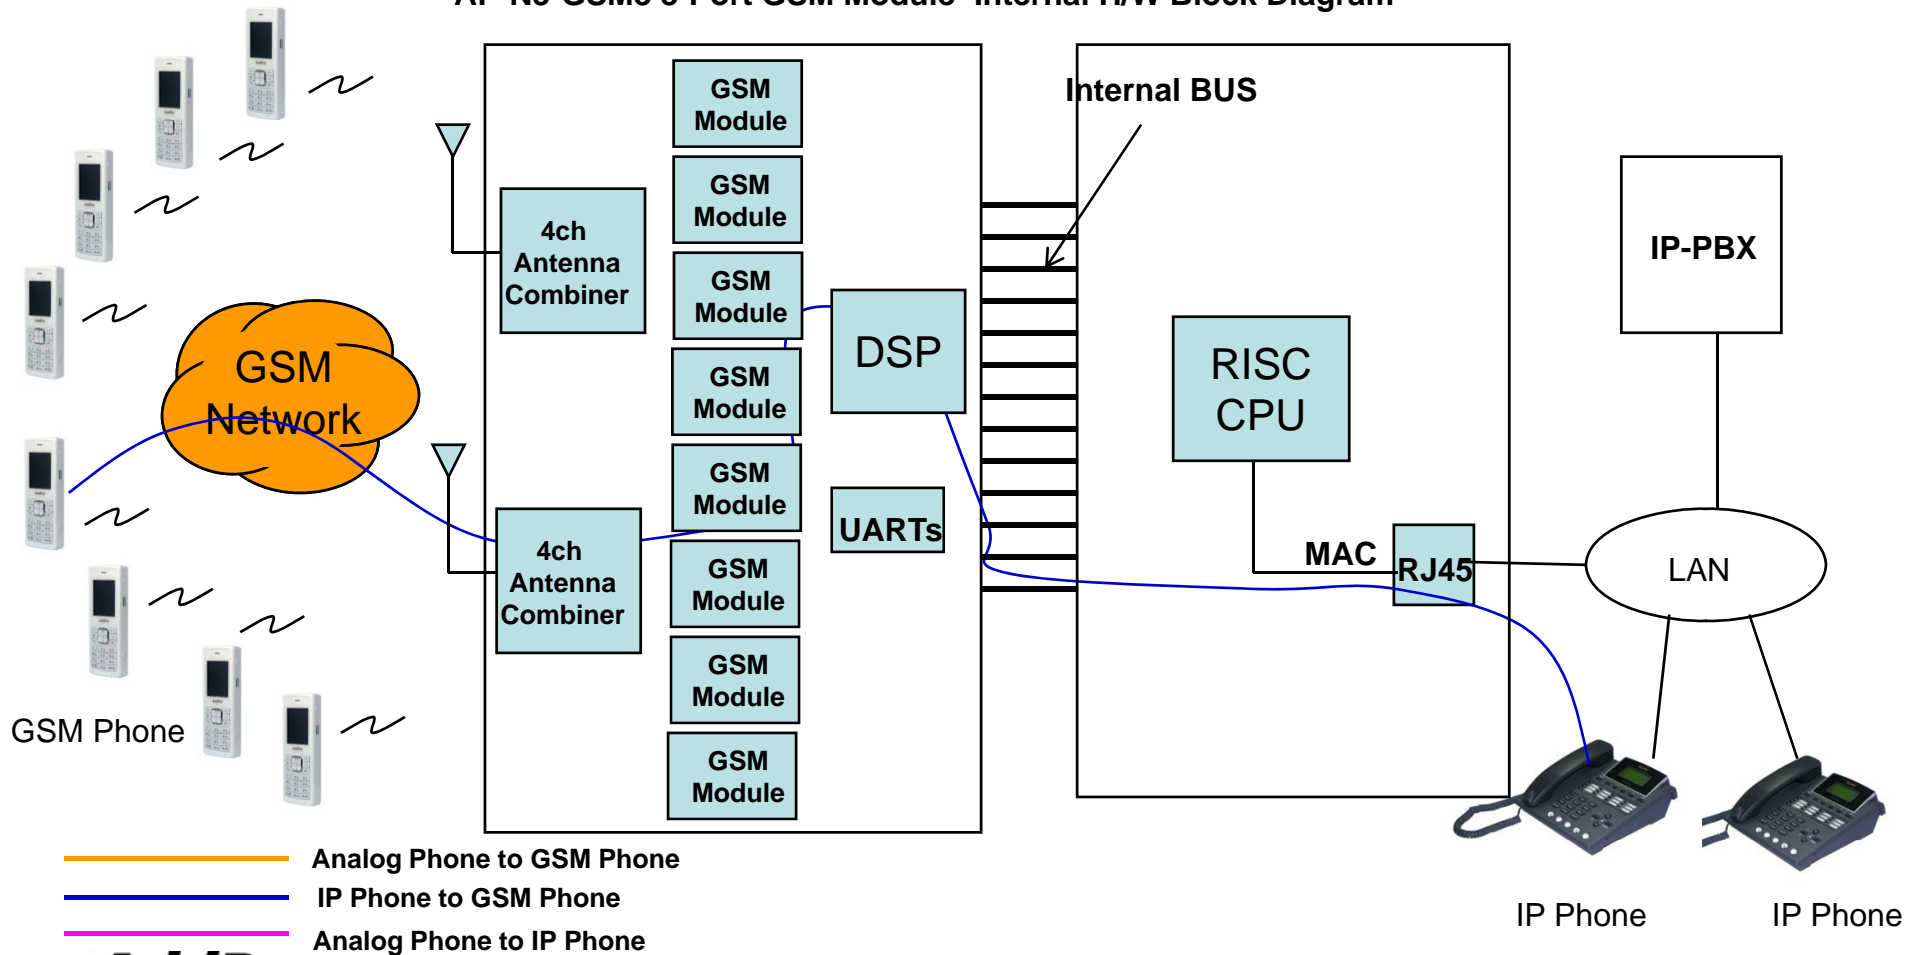 GSM
Module
GSM
Module
GSM
Module
GSM
Module
GSM
Module
GSM
Module
GSM
Module
GSM
Module
4ch
Antenna
Combiner
4ch
Antenna
Combiner
GSM
Network
DSP
UARTs
Internal BUS
RISC
CPU
MAC
RJ45
IP-PBX
LAN
GSM Phone
IP Phone
IP Phone
Analog Phone to GSM Phone
IP Phone to GSM Phone
Analog Phone to IP Phone